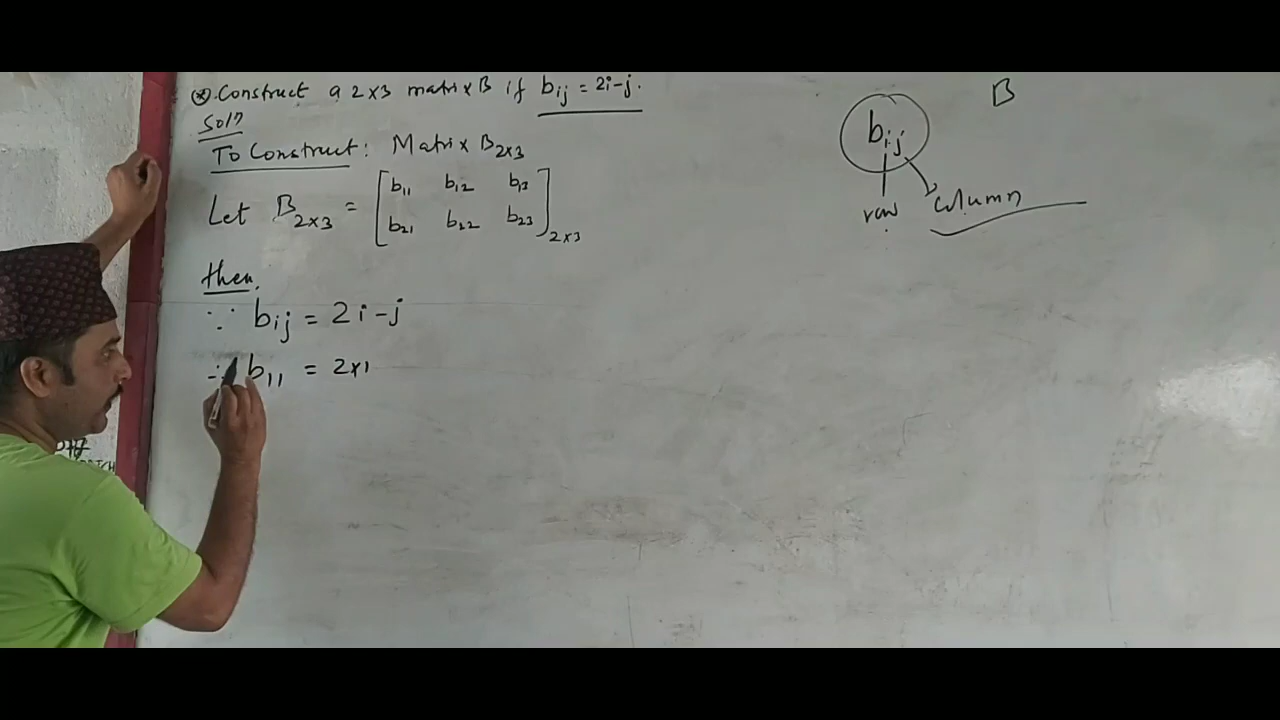 * Construct a 2×3 matrix B if bij = 2i-j.
Solⁿ
To Construct: Matrix B2×3
Let B2×3 = [ b11 b12 b13
b21 b22 b23 ]2×3
then,
∵ bij = 2i-j
∴ b11 = 2×1
B
bij
row column